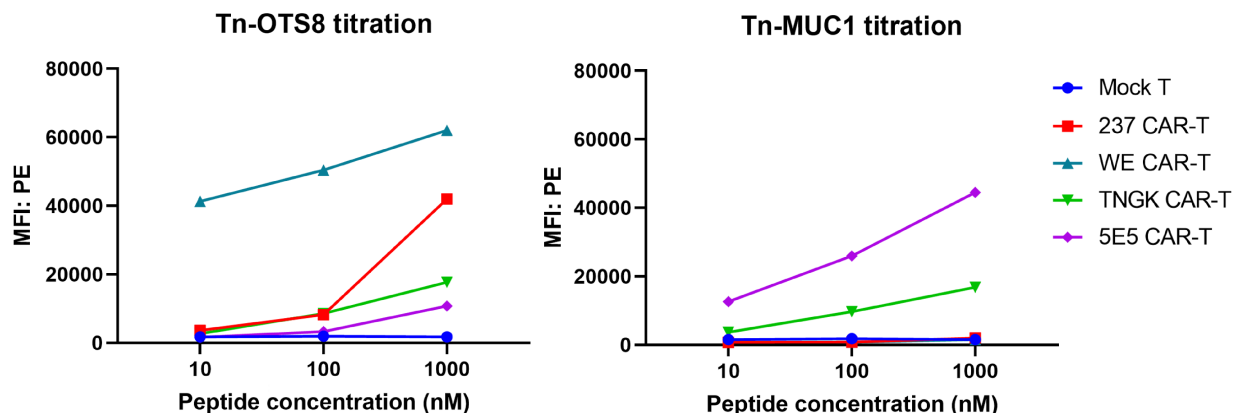 Tn-OTS8 titration
MFI: PE
80000
60000
40000
20000
0
10
100
1000
Peptide concentration (nM)
Tn-MUC1 titration
MFI: PE
80000
60000
40000
20000
0
10
100
1000
Peptide concentration (nM)
Mock T
237 CAR-T
WE CAR-T
TNGK CAR-T
5E5 CAR-T